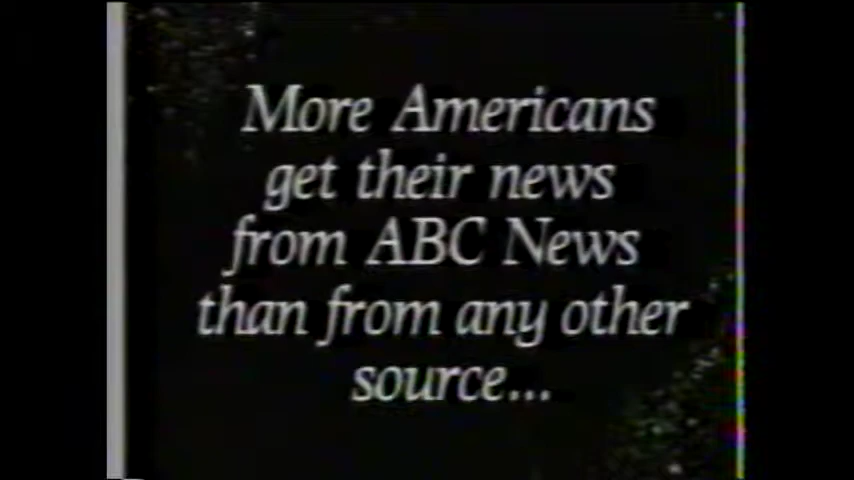 More Americans
get their news
from ABC News
than from any other
source...